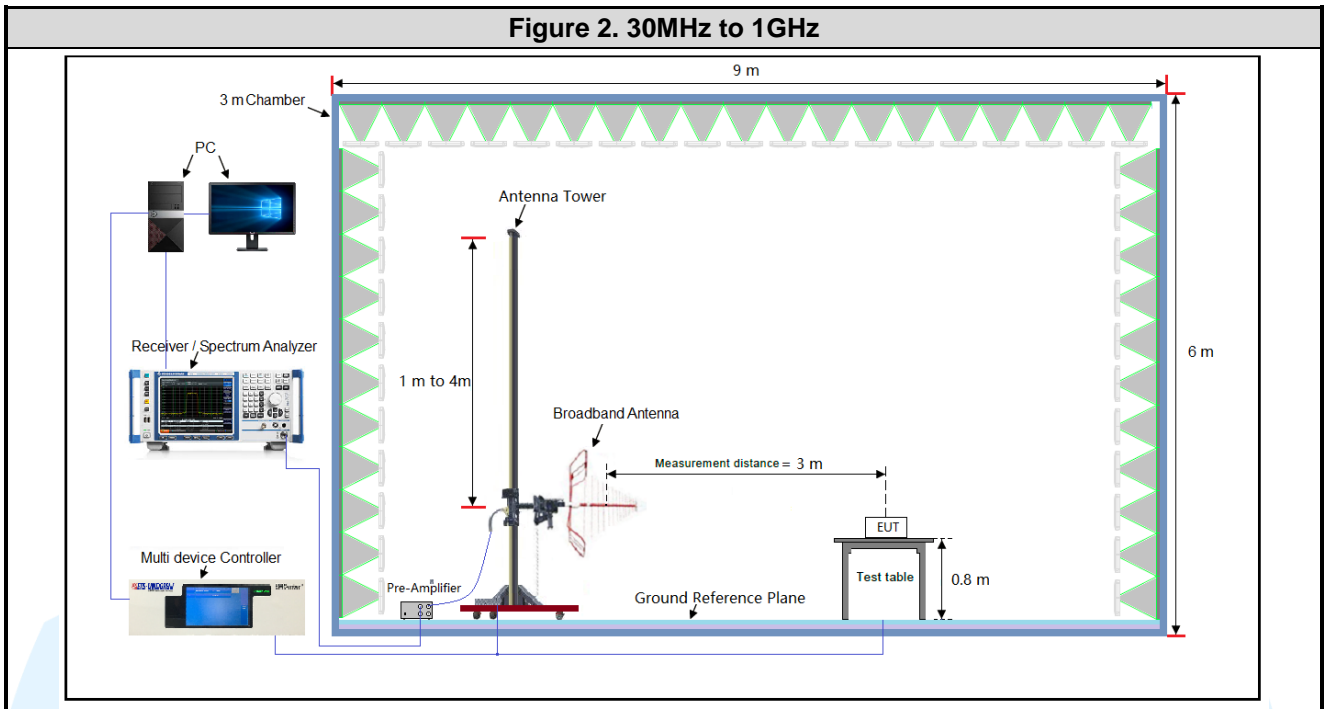 Figure 2. 30MHz to 1GHz
9 m
3 m Chamber
PC
Antenna Tower
Receiver / Spectrum Analyzer
6 m
1 m to 4m
Broadband Antenna
Measurement distance = 3 m
EUT
Multi device Controller
Pre-Amplifier
Test table
0.8 m
Ground Reference Plane